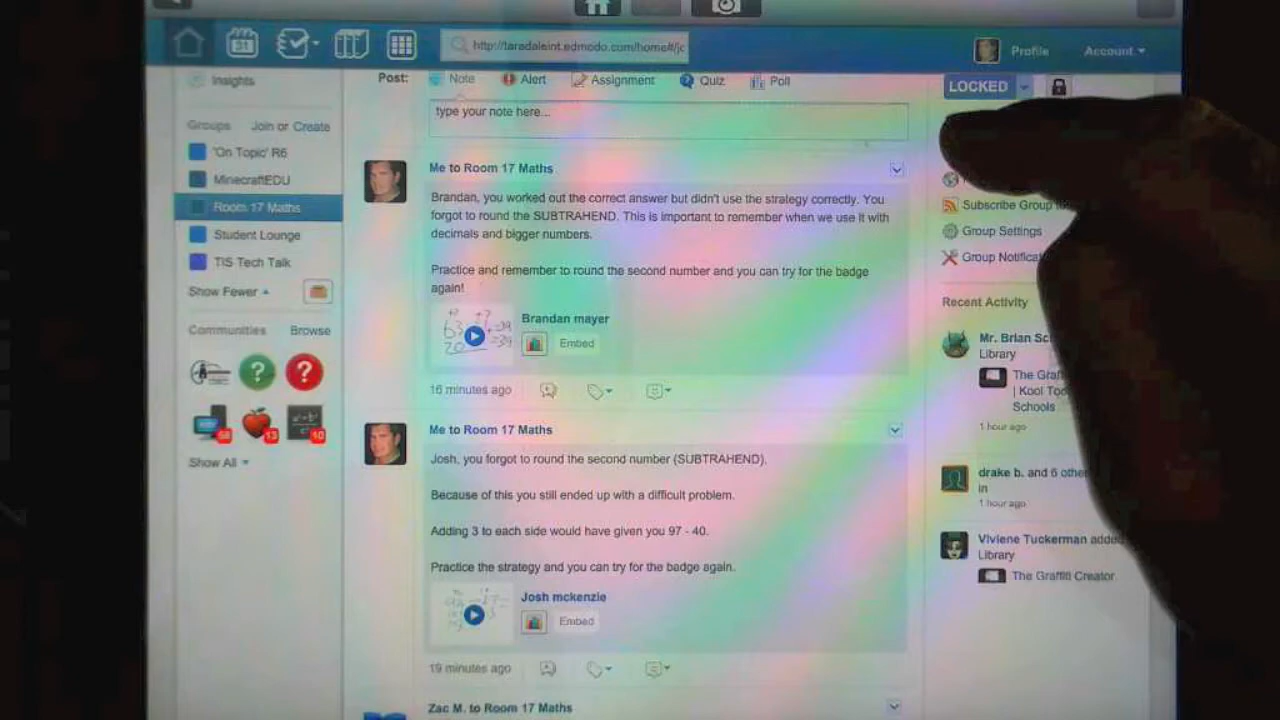 31
http://taradaleint.edmodo.com/home#/jc
Profile
Account
Insights
Groups
Join or Create
'On Topic' R6
MinecraftEDU
Room 17 Maths
Student Lounge
TIS Tech Talk
Show Fewer
Communities
Browse
?
?
58
13
10
Show All
Post:
Note
Alert
Assignment
Quiz
Poll
type your note here...
Me to Room 17 Maths
Brandan, you worked out the correct answer but didn't use the strategy correctly. You
forgot to round the SUBTRAHEND. This is important to remember when we use it with
decimals and bigger numbers.
Practice and remember to round the second number and you can try for the badge
again!
Brandan mayer
Embed
16 minutes ago
Me to Room 17 Maths
Josh, you forgot to round the second number (SUBTRAHEND).
Because of this you still ended up with a difficult problem.
Adding 3 to each side would have given you 97 - 40.
Practice the strategy and you can try for the badge again.
Josh mckenzie
Embed
19 minutes ago
Zac M. to Room 17 Maths
LOCKED
Subscribe Group
Group Settings
Group Notifica
Recent Activity
Mr. Brian Sc
Library
The Graf
| Kool Too
Schools
1 hour ago
drake b. and 6 othe
in
1 hour ago
Viviene Tuckerman added
Library
The Graffiti Creator